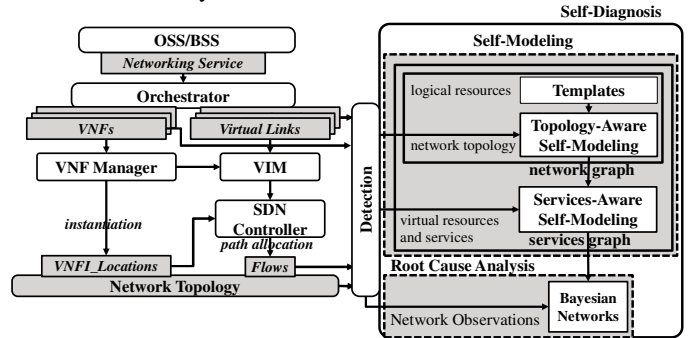 Self-Diagnosis
OSS/BSS
Self-Modeling
Networking Service
Orchestrator
logical resources
Templates
VNFs
Virtual Links
Topology-Aware
Self-Modeling
network topology
network graph
VNF Manager
VIM
Detection
Services-Aware
Self-Modeling
SDN
Controller
instantiation
virtual resources
and services
path allocation
services graph
VNFI_Locations
Flows
Root Cause Analysis
Network Topology
Bayesian
Networks
Network Observations